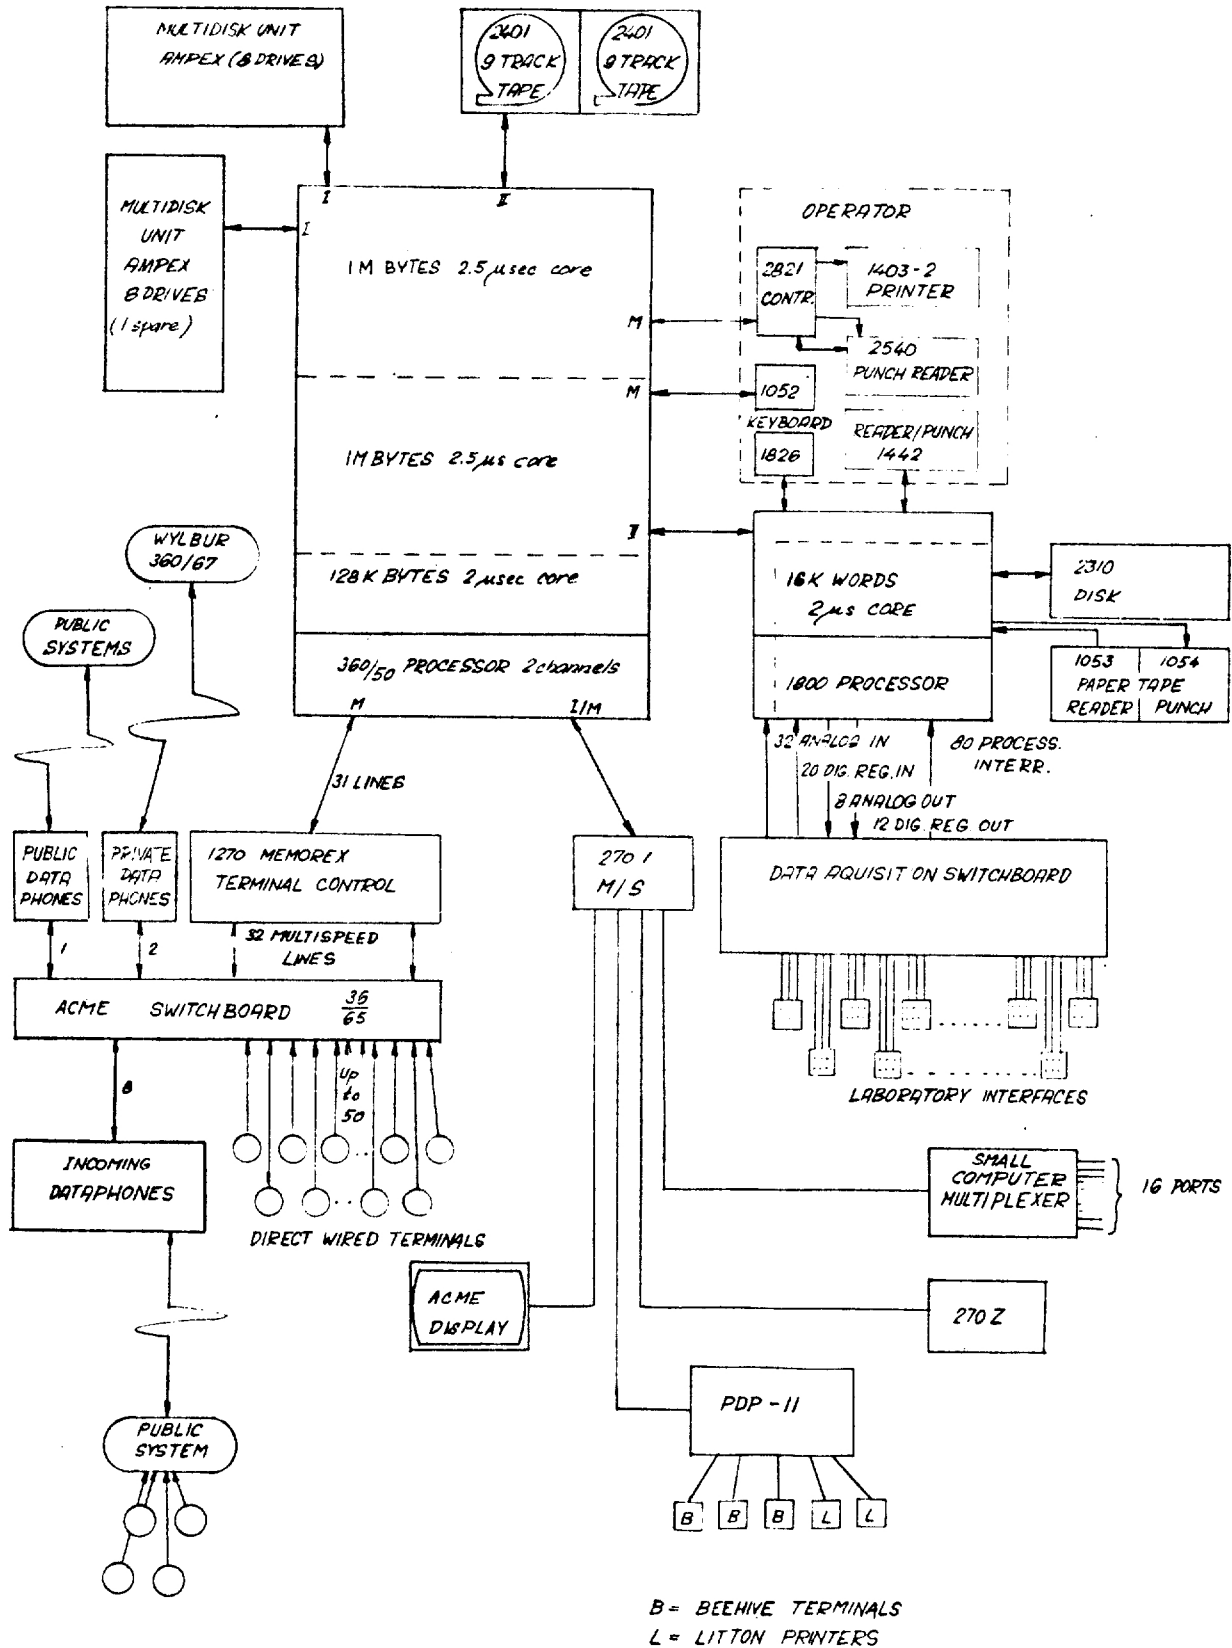 MULTIDISK UNIT
AMPEX (8 DRIVES)
2401
9 TRACK
TAPE
2401
9 TRACK
TAPE
MULTIDISK
UNIT
AMPEX
8 DRIVES
(1 spare)
I
I
II
1M BYTES 2.5 µsec core
M
OPERATOR
2821
CONTR.
1403-2
PRINTER
2540
PUNCH READER
M
1052
KEYBOARD
1826
READER/PUNCH
1442
1M BYTES 2.5 µs core
II
WYLBUR
360/67
128K BYTES 2 µsec core
16K WORDS
2 µs CORE
2310
DISK
PUBLIC
SYSTEMS
360/50 PROCESSOR 2 channels
M
I/M
1800 PROCESSOR
1053
1054
PAPER TAPE
READER
PUNCH
32 ANALOG IN
20 DIG. REG. IN
8 ANALOG OUT
12 DIG. REG. OUT
80 PROCESS.
INTERR.
31 LINES
PUBLIC
DATA
PHONES
PRIVATE
DATA
PHONES
1270 MEMOREX
TERMINAL CONTROL
2701
M/S
DATA AQUISITON SWITCHBOARD
1
2
32 MULTISPEED
LINES
ACME SWITCHBOARD
36
65
8
up
to
50
LABORATORY INTERFACES
INCOMING
DATAPHONES
DIRECT WIRED TERMINALS
SMALL
COMPUTER
MULTIPLEXER
16 PORTS
ACME
DISPLAY
270Z
PDP-11
PUBLIC
SYSTEM
B
B
B
L
L
B = BEEHIVE TERMINALS
L = LITTON PRINTERS